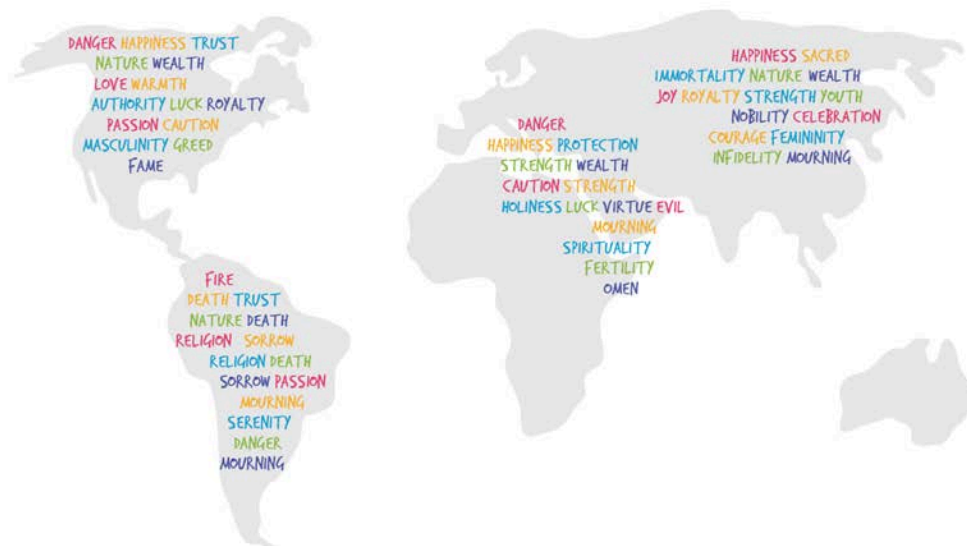 DANGER HAPPINESS TRUST
NATURE WEALTH
LOVE WARMTH
AUTHORITY LUCK ROYALTY
PASSION CAUTION
MASCULINITY GREED
FAME
FIRE
DEATH TRUST
NATURE DEATH
RELIGION SORROW
RELIGION DEATH
SORROW PASSION
MOURNING
SERENITY
DANGER
MOURNING
DANGER
HAPPINESS PROTECTION
STRENGTH WEALTH
CAUTION STRENGTH
HOLINESS LUCK VIRTUE EVIL
MOURNING
SPIRITUALITY
FERTILITY
OMEN
HAPPINESS SACRED
IMMORTALITY NATURE WEALTH
JOY ROYALTY STRENGTH YOUTH
NOBILITY CELEBRATION
COURAGE FEMININITY
INFIDELITY MOURNING